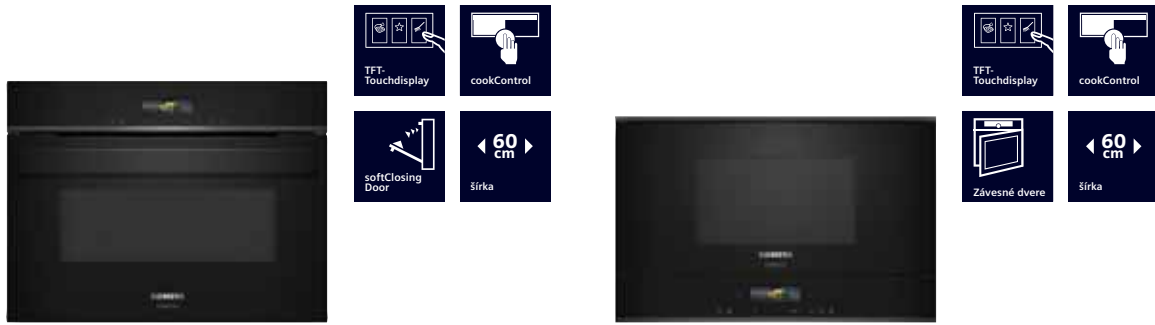 TFT-
Touchdisplay
cookControl
softClosing
Door
60
cm
šírka
TFT-
Touchdisplay
cookControl
Závesné dvere
60
cm
šírka